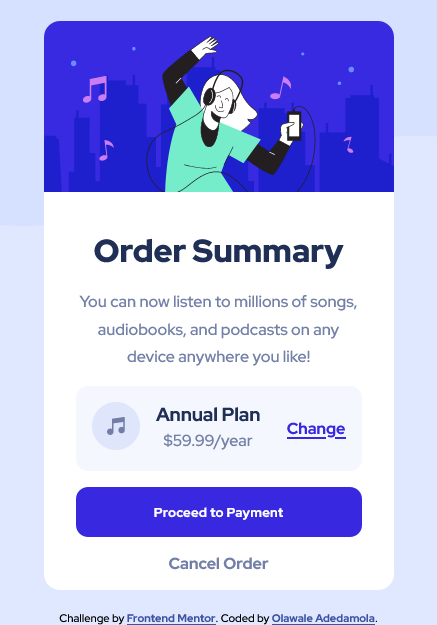 Order Summary
You can now listen to millions of songs,
audiobooks, and podcasts on any
device anywhere you like!
Annual Plan
$59.99/year
Change
Proceed to Payment
Cancel Order
Challenge by Frontend Mentor. Coded by Olawale Adedamola.